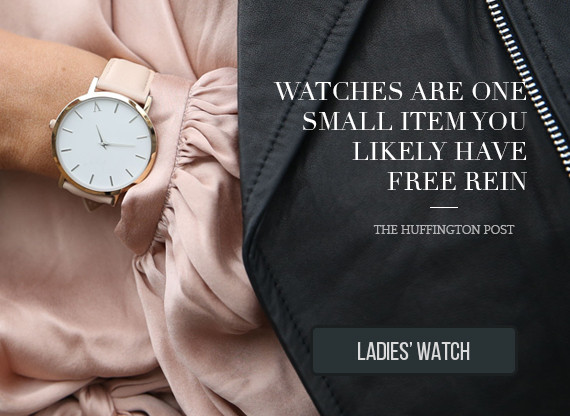 WATCHES ARE ONE
SMALL ITEM YOU
LIKELY HAVE
FREE REIN
THE HUFFINGTON POST
LADIES' WATCH